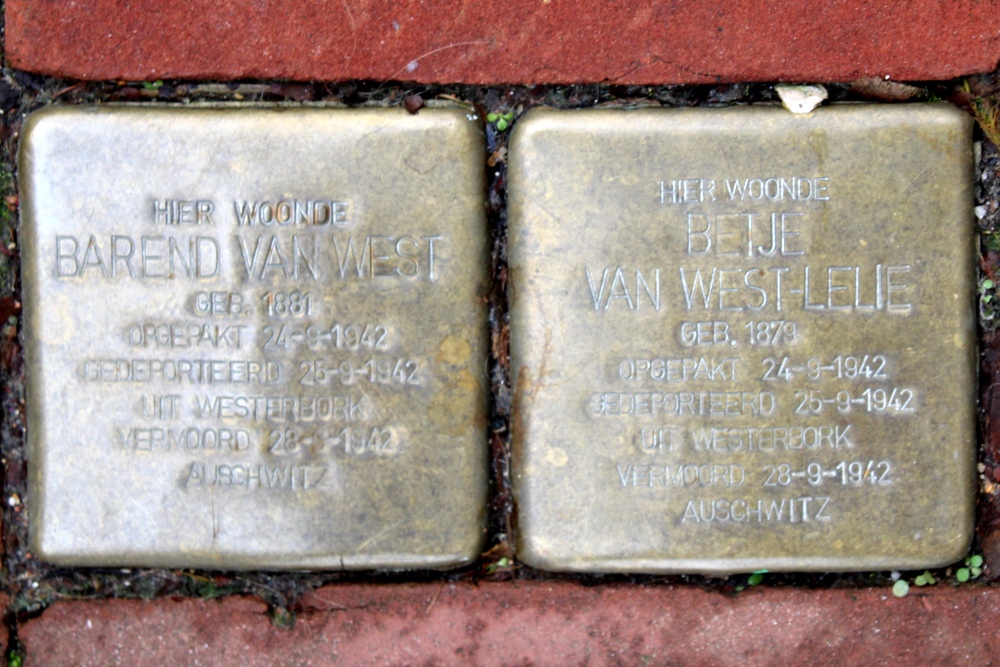 HIER WOONDE
BAREND VAN WEST
GEB. 1881
OPGEPAKT 24-9-1942
GEDEPORTEERD 25-9-1942
UIT WESTERBORK
VERMOORD 28-9-1942
AUSCHWITZ
HIER WOONDE
BETJE
VAN WEST-LELIE
GEB. 1879
OPGEPAKT 24-9-1942
GEDEPORTEERD 25-9-1942
UIT WESTERBORK
VERMOORD 28-9-1942
AUSCHWITZ